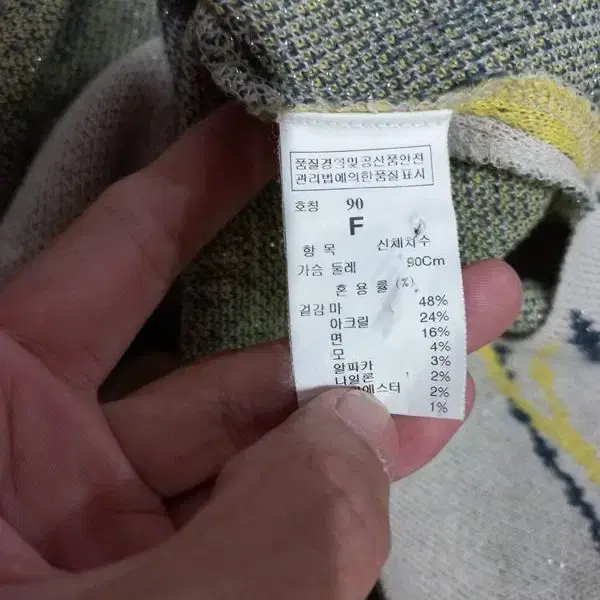 품질경영및공산품안전
관리법에의한품질표시
호칭 90
F
항 목 신체치수
가슴 둘레 90Cm
혼 용 률 (%)
겉감 마 48%
아크릴 24%
면 16%
모 4%
알파카 3%
나일론 2%
에스터 2%
1%